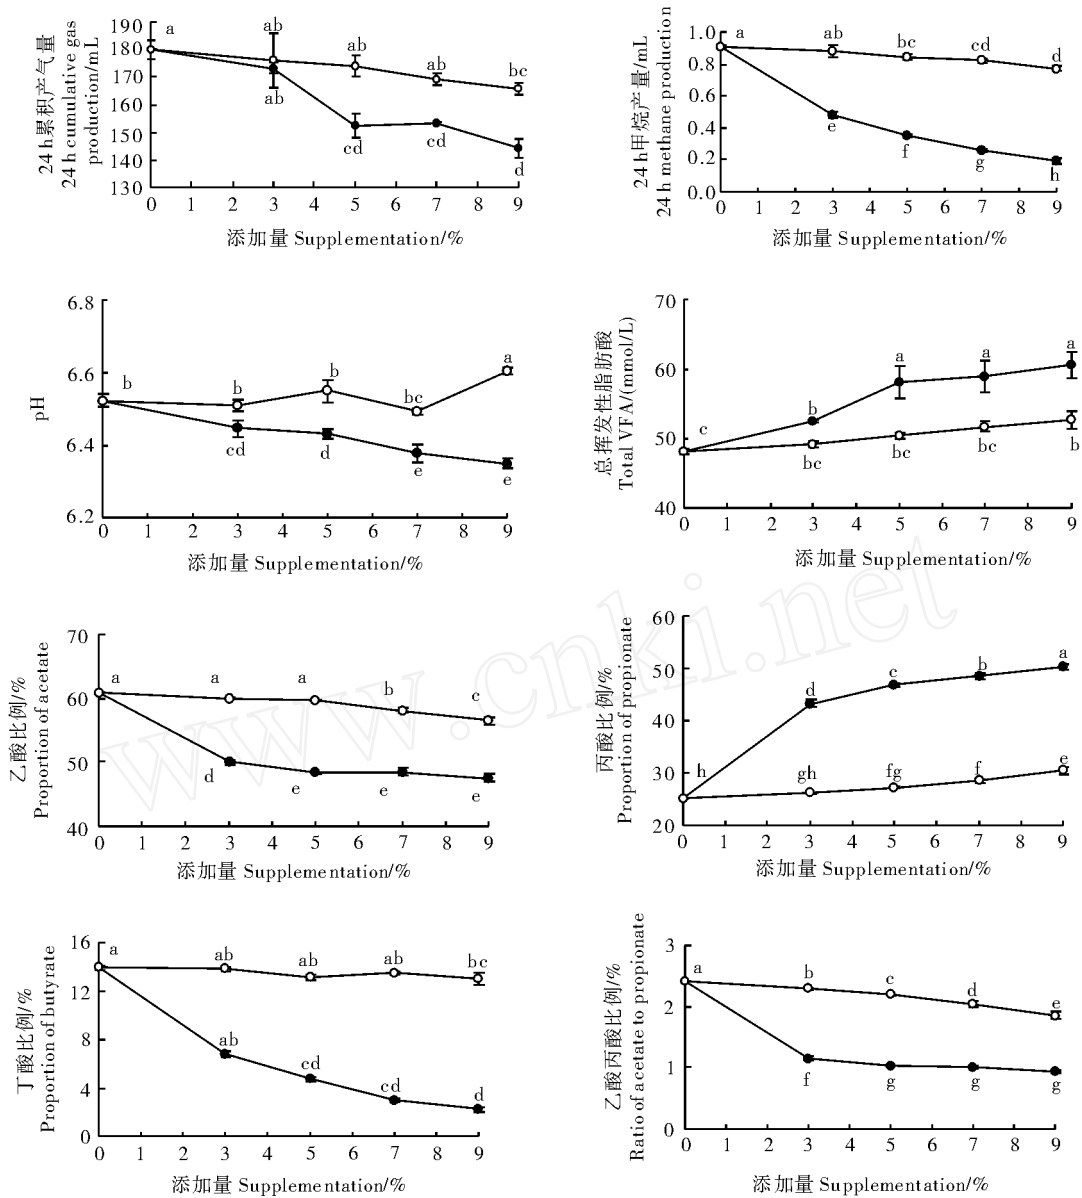 24 h累积产气量
24 h cumulative gas
production/mL
190
180
170
160
150
140
130
a
ab
ab
ab
bc
ab
cd
cd
d
0 1 2 3 4 5 6 7 8 9
添加量 Supplementation/%
24 h甲烷产量/mL
24 h methane production
1.0
0.8
0.6
0.4
0.2
0.0
a
ab
bc
cd
d
e
f
g
h
0 1 2 3 4 5 6 7 8 9
添加量 Supplementation/%
pH
6.8
6.6
6.4
6.2
b
b
b
bc
a
cd
d
e
e
0 1 2 3 4 5 6 7 8 9
添加量 Supplementation/%
总挥发性脂肪酸
Total VFA/(mmol/L)
70
60
50
40
c
b
a
a
a
bc
bc
bc
b
0 1 2 3 4 5 6 7 8 9
添加量 Supplementation/%
www.cnki.net
乙酸比例/%
Proportion of acetate
70
60
50
40
a
a
a
b
c
d
e
e
e
0 1 2 3 4 5 6 7 8 9
添加量 Supplementation/%
丙酸比例/%
Proportion of propionate
60
50
40
30
20
h
d
c
b
a
gh
fg
f
e
0 1 2 3 4 5 6 7 8 9
添加量 Supplementation/%
丁酸比例/%
Proportion of butyrate
16
12
8
4
0
a
ab
ab
ab
bc
ab
cd
cd
d
0 1 2 3 4 5 6 7 8 9
添加量 Supplementation/%
乙酸丙酸比例/%
Ratio of acetate to propionate
3
2
1
0
a
b
c
d
e
f
g
g
g
0 1 2 3 4 5 6 7 8 9
添加量 Supplementation/%